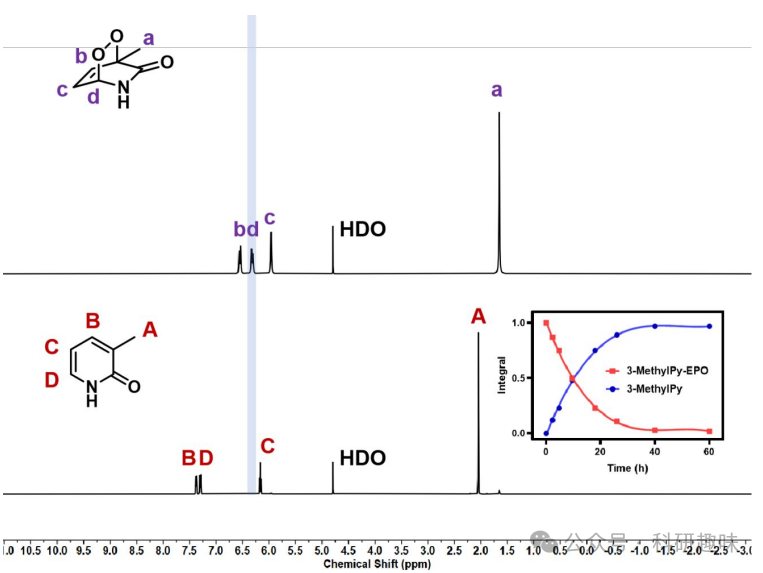 O
O
a
b
O
c
d
N
H
a
b d c
HDO
B
A
C
D
N
H
O
A
B D
C
HDO
1.0
0.5
0.0
Integral
3-MethylPy-EPO
3-MethylPy
0 20 40 60
Time (h)
.0 10.5 10.0 9.5 9.0 8.5 8.0 7.5 7.0 6.5 6.0 5.5 5.0 4.5 4.0 3.5 3.0 2.5 2.0 1.5 1.0 0.5 0.0 -0.5 -1.0 -1.5 -2.0 -2.5 -3.0
Chemical Shift (ppm)
公众号 · 科研趣味